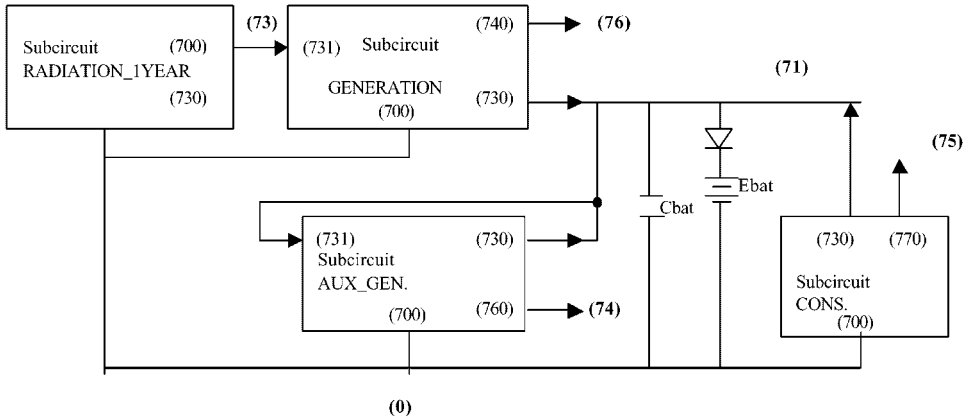 (73)
(740)
(76)
Subcircuit
(700)
RADIATION_1YEAR
(730)
(731)
Subcircuit
GENERATION
(730)
(700)
(71)
(75)
Ebat
Cbat
(731)
(730)
Subcircuit
AUX_GEN.
(700)
(760)
(74)
(730)
(770)
Subcircuit
CONS.
(700)
(0)